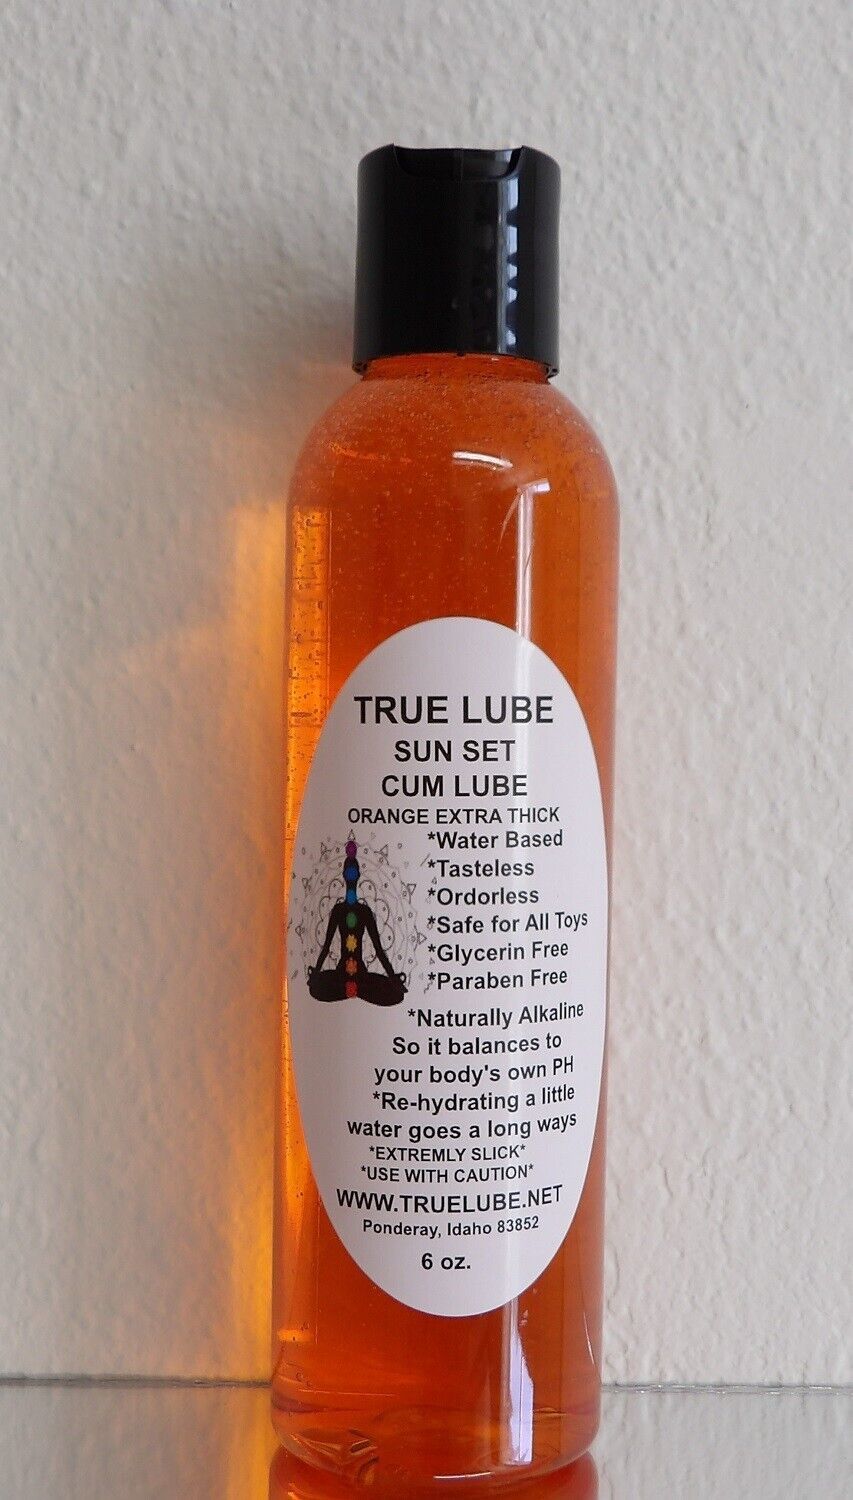 TRUE LUBE
SUN SET
CUM LUBE
ORANGE EXTRA THICK
*Water Based
*Tasteless
*Ordorless
*Safe for All Toys
*Glycerin Free
*Paraben Free
*Naturally Alkaline
So it balances to
your body's own PH
*Re-hydrating a little
water goes a long ways
*EXTREMLY SLICK*
*USE WITH CAUTION*
WWW.TRUELUBE.NET
Ponderay, Idaho 83852
6 oz.